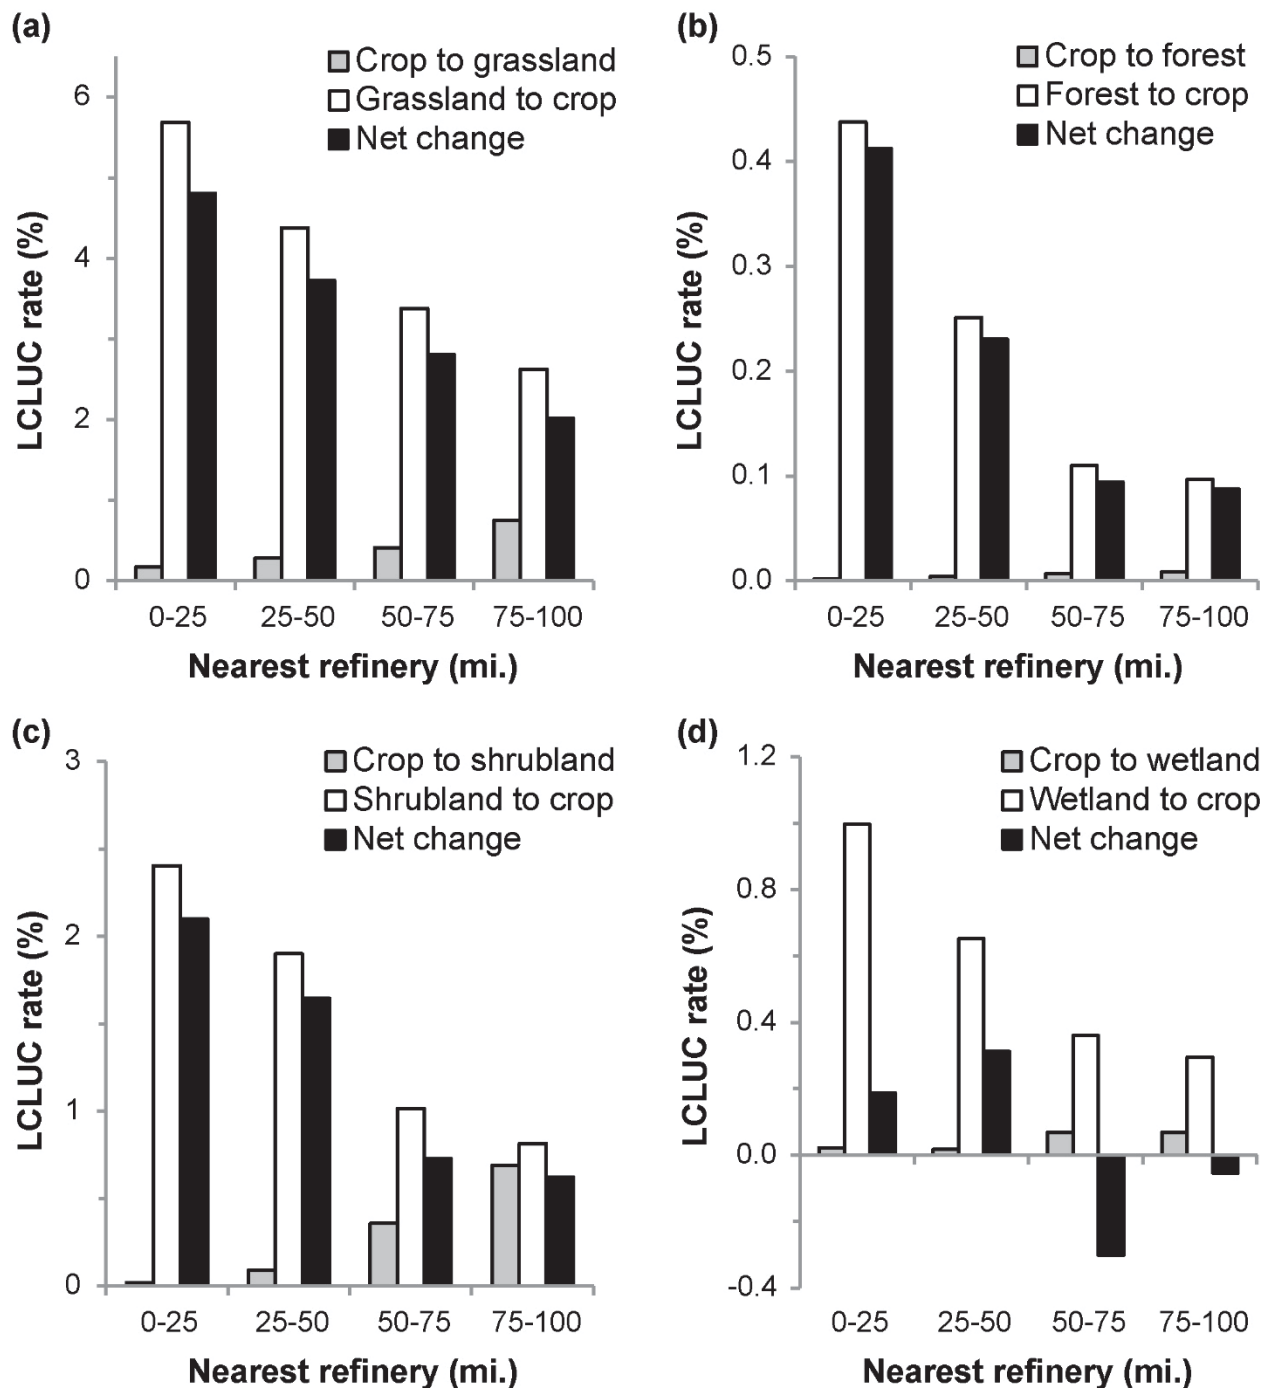 (a)
Crop to grassland
Grassland to crop
Net change
LCLUC rate (%)
6
4
2
0
0-25 25-50 50-75 75-100
Nearest refinery (mi.)
(b)
Crop to forest
Forest to crop
Net change
LCLUC rate (%)
0.5
0.4
0.3
0.2
0.1
0.0
0-25 25-50 50-75 75-100
Nearest refinery (mi.)
(c)
Crop to shrubland
Shrubland to crop
Net change
LCLUC rate (%)
3
2
1
0
0-25 25-50 50-75 75-100
Nearest refinery (mi.)
(d)
Crop to wetland
Wetland to crop
Net change
LCLUC rate (%)
1.2
0.8
0.4
0.0
-0.4
0-25 25-50 50-75 75-100
Nearest refinery (mi.)